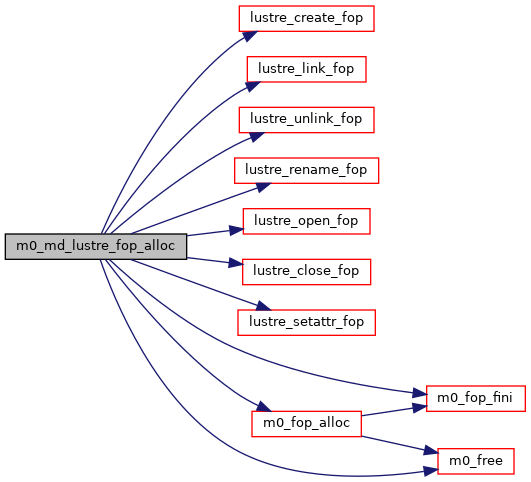 lustre_create_fop
lustre_link_fop
lustre_unlink_fop
lustre_rename_fop
lustre_open_fop
m0_md_lustre_fop_alloc
lustre_close_fop
lustre_setattr_fop
m0_fop_fini
m0_fop_alloc
m0_free